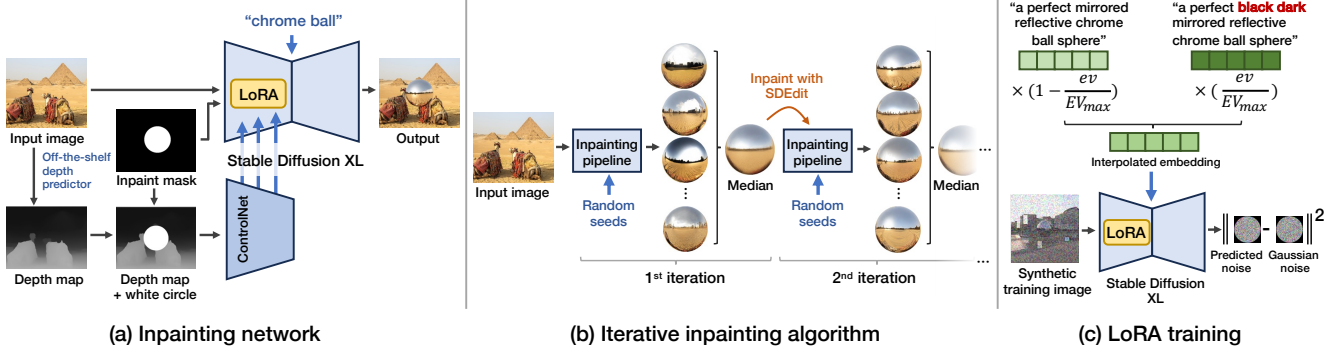 “chrome ball”
LoRA
Input image
Output
Stable Diffusion XL
Off-the-shelf
depth
predictor
Inpaint mask
ControlNet
Depth map
Depth map
+ white circle
(a) Inpainting network
Inpaint with
SDEdit
Inpainting
pipeline
Inpainting
pipeline
Input image
Median
Median
...
Random
seeds
Random
seeds
1st iteration
2nd iteration
...
(b) Iterative inpainting algorithm
“a perfect mirrored
reflective chrome
ball sphere”
“a perfect black dark
mirrored reflective
chrome ball sphere”
× (1 − ev / EVmax)
× ( ev / EVmax)
Interpolated embedding
LoRA
‖ - ‖ 2
Synthetic
training image
Stable Diffusion
XL
Predicted
noise
Gaussian
noise
(c) LoRA training